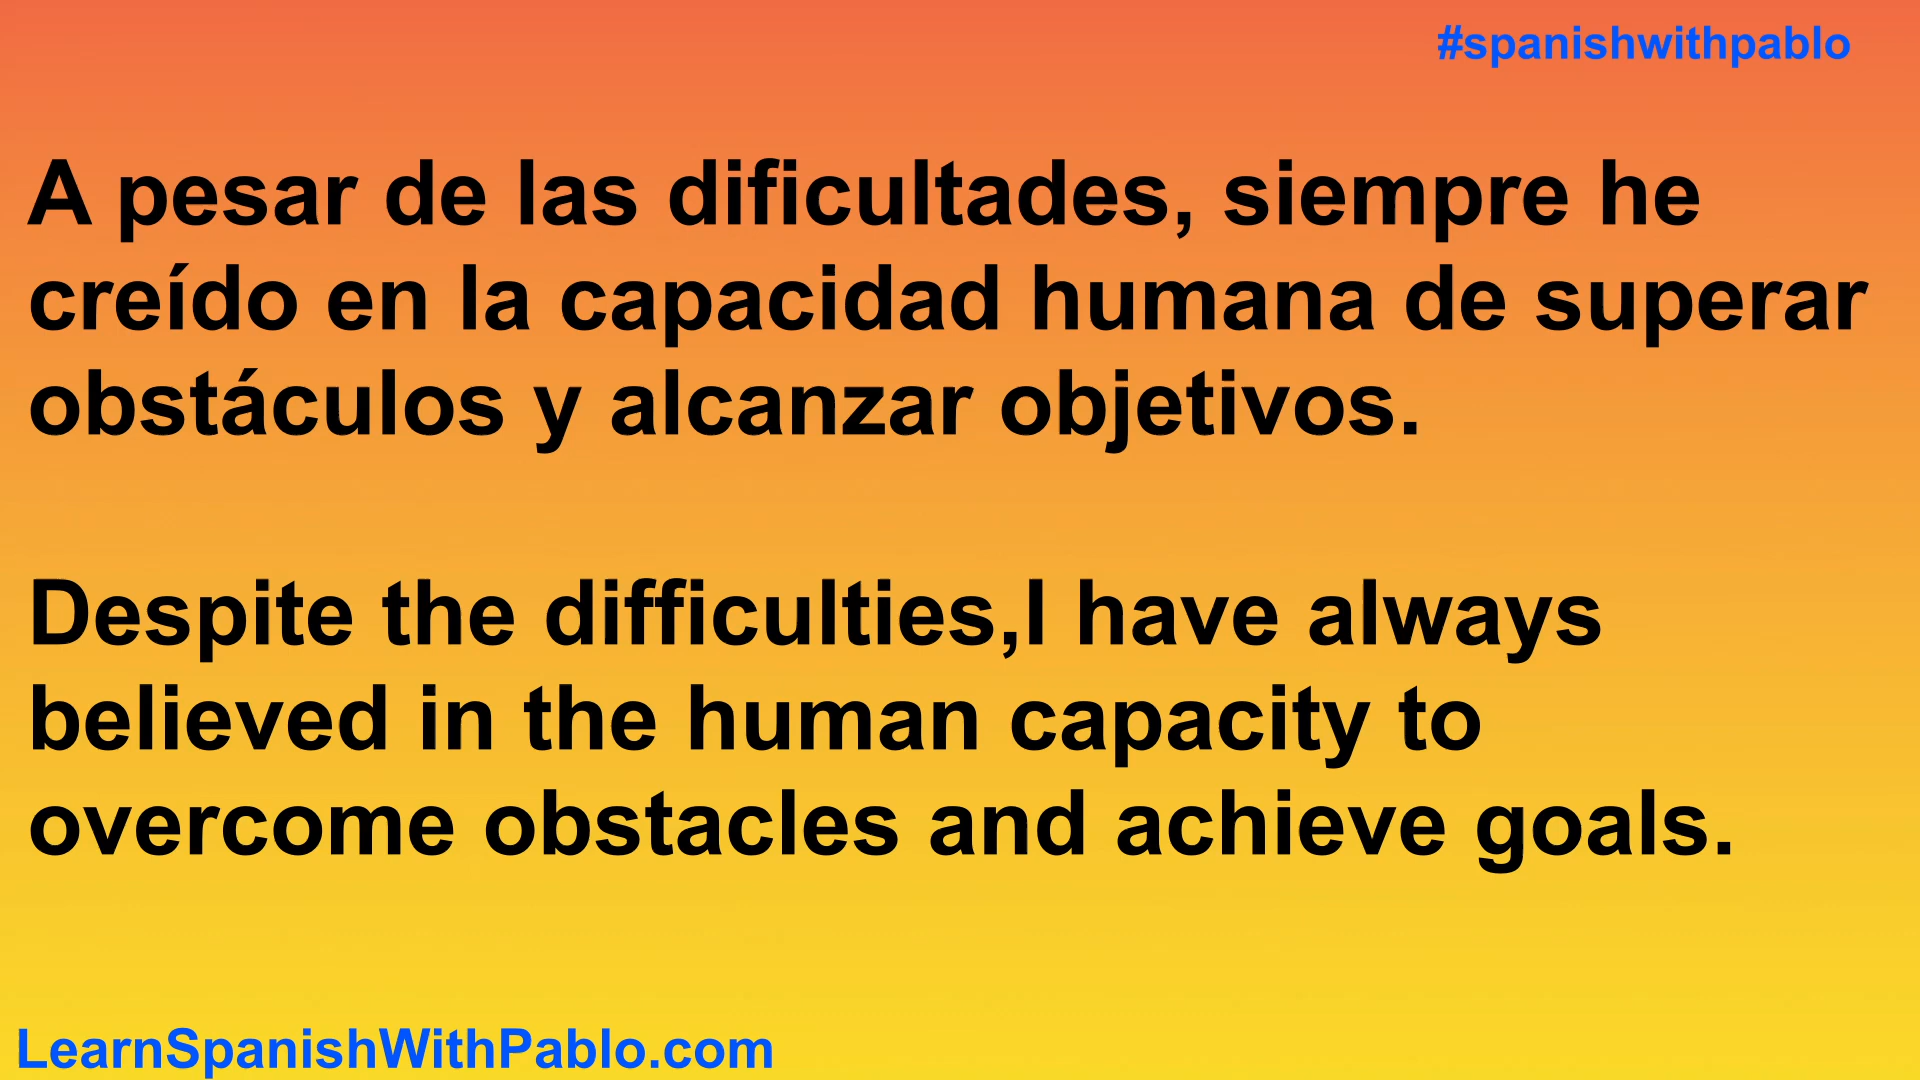 #spanishwithpablo
A pesar de las dificultades, siempre he
creído en la capacidad humana de superar
obstáculos y alcanzar objetivos.
Despite the difficulties,I have always
believed in the human capacity to
overcome obstacles and achieve goals.
LearnSpanishWithPablo.com